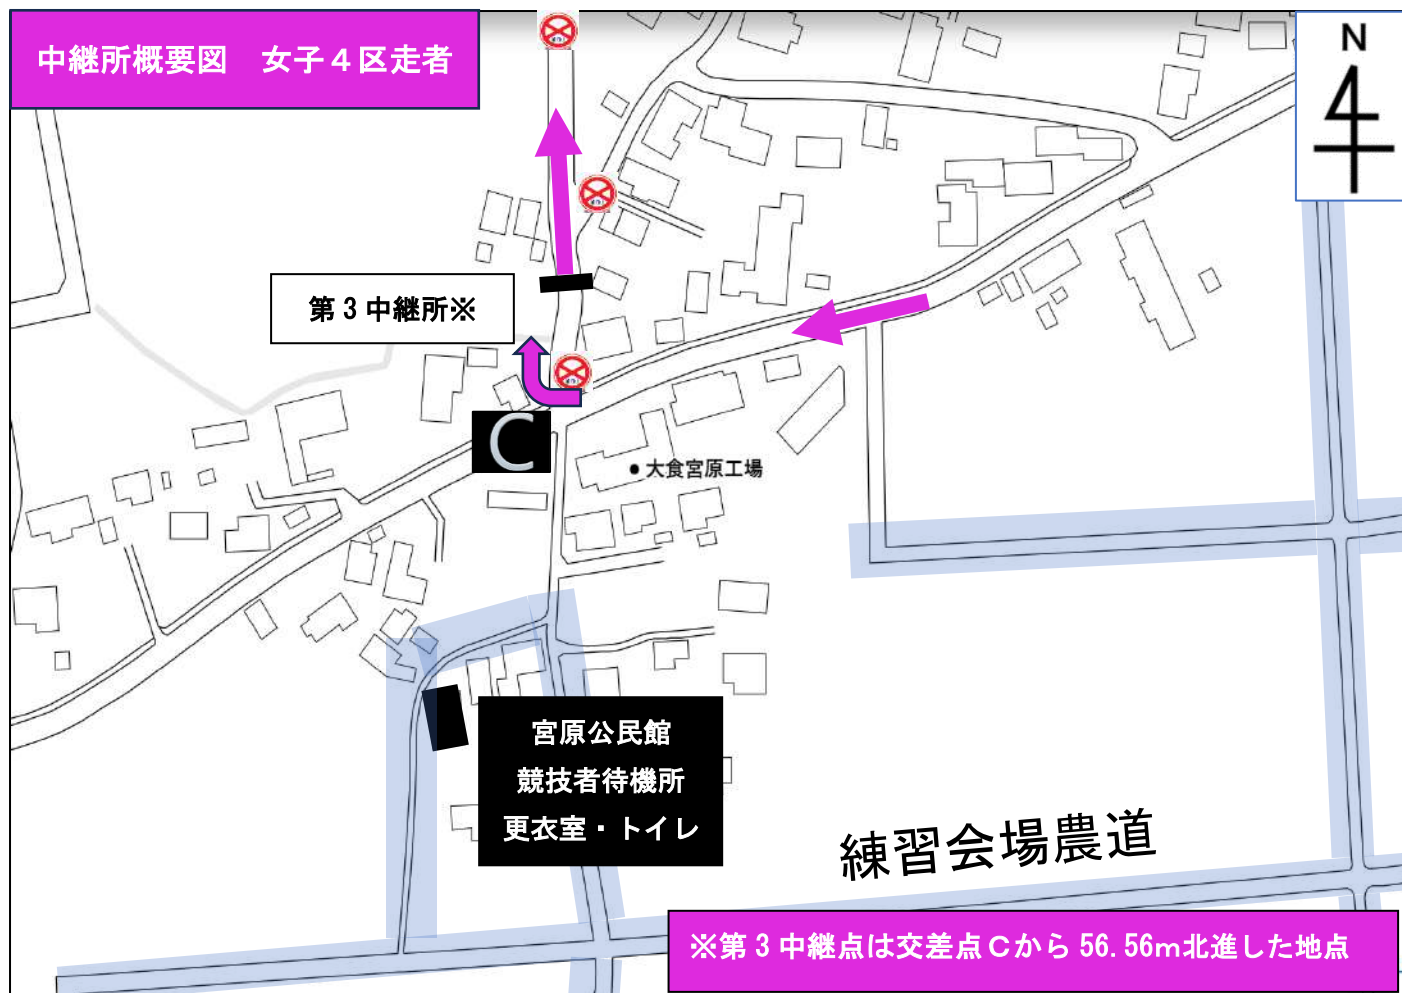 中継所概要図　女子４区走者
N
第３中継所※
C
大食宮原工場
宮原公民館
競技者待機所
更衣室・トイレ
練習会場農道
※第３中継点は交差点Ｃから 56.56ｍ北進した地点